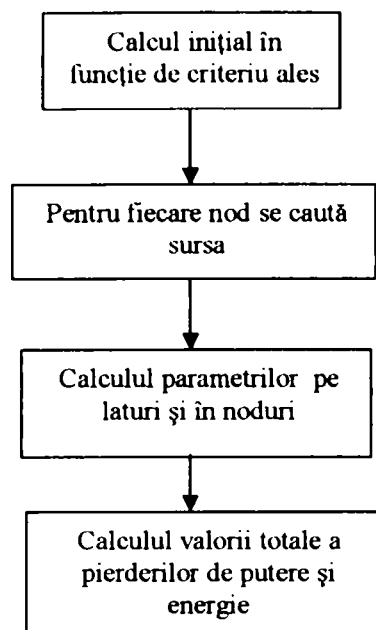 Calcul iniţial în
funcţie de criteriu ales
Pentru fiecare nod se caută
sursa
Calculul parametrilor pe
laturi şi în noduri
Calculul valorii totale a
pierderilor de putere şi
energie